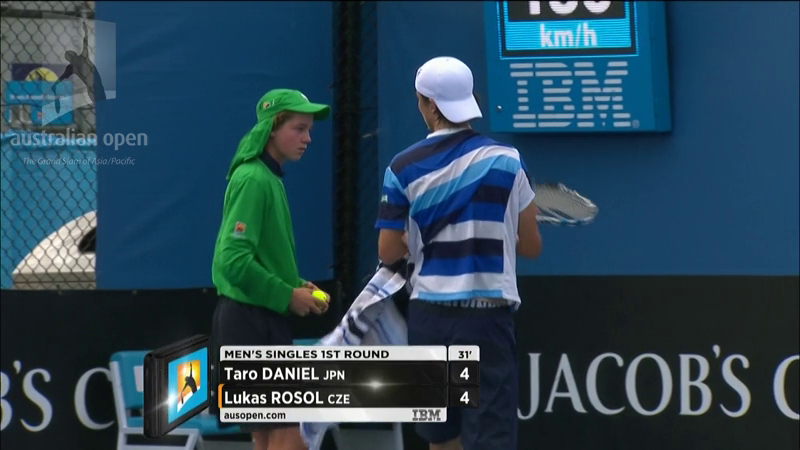 km/h
IBM
australian open
The Grand Slam of Asia/Pacific
MEN'S SINGLES 1ST ROUND 31'
Taro DANIEL JPN 4
Lukas ROSOL CZE 4
ausopen.com IBM
B'S C
JACOB'S C